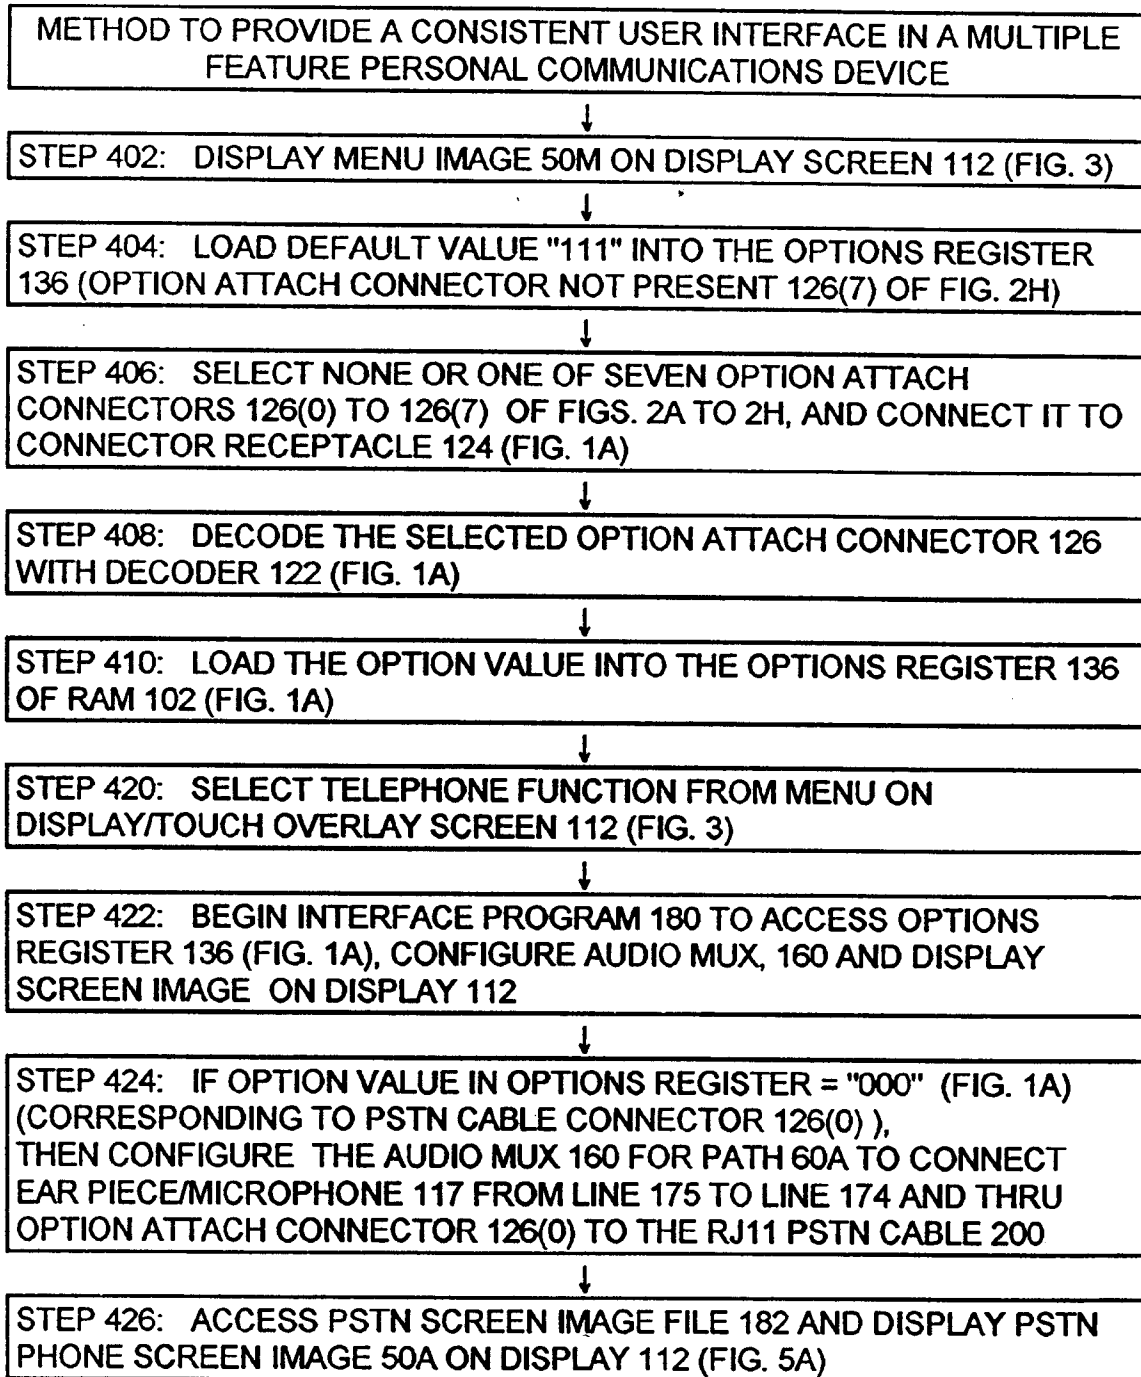 METHOD TO PROVIDE A CONSISTENT USER INTERFACE IN A MULTIPLE
FEATURE PERSONAL COMMUNICATIONS DEVICE
STEP 402: DISPLAY MENU IMAGE 50M ON DISPLAY SCREEN 112 (FIG. 3)
STEP 404: LOAD DEFAULT VALUE "111" INTO THE OPTIONS REGISTER
136 (OPTION ATTACH CONNECTOR NOT PRESENT 126(7) OF FIG. 2H)
STEP 406: SELECT NONE OR ONE OF SEVEN OPTION ATTACH
CONNECTORS 126(0) TO 126(7) OF FIGS. 2A TO 2H, AND CONNECT IT TO
CONNECTOR RECEPTACLE 124 (FIG. 1A)
STEP 408: DECODE THE SELECTED OPTION ATTACH CONNECTOR 126
WITH DECODER 122 (FIG. 1A)
STEP 410: LOAD THE OPTION VALUE INTO THE OPTIONS REGISTER 136
OF RAM 102 (FIG. 1A)
STEP 420: SELECT TELEPHONE FUNCTION FROM MENU ON
DISPLAY/TOUCH OVERLAY SCREEN 112 (FIG. 3)
STEP 422: BEGIN INTERFACE PROGRAM 180 TO ACCESS OPTIONS
REGISTER 136 (FIG. 1A), CONFIGURE AUDIO MUX, 160 AND DISPLAY
SCREEN IMAGE ON DISPLAY 112
STEP 424: IF OPTION VALUE IN OPTIONS REGISTER = "000" (FIG. 1A)
(CORRESPONDING TO PSTN CABLE CONNECTOR 126(0) ),
THEN CONFIGURE THE AUDIO MUX 160 FOR PATH 60A TO CONNECT
EAR PIECE/MICROPHONE 117 FROM LINE 175 TO LINE 174 AND THRU
OPTION ATTACH CONNECTOR 126(0) TO THE RJ11 PSTN CABLE 200
STEP 426: ACCESS PSTN SCREEN IMAGE FILE 182 AND DISPLAY PSTN
PHONE SCREEN IMAGE 50A ON DISPLAY 112 (FIG. 5A)